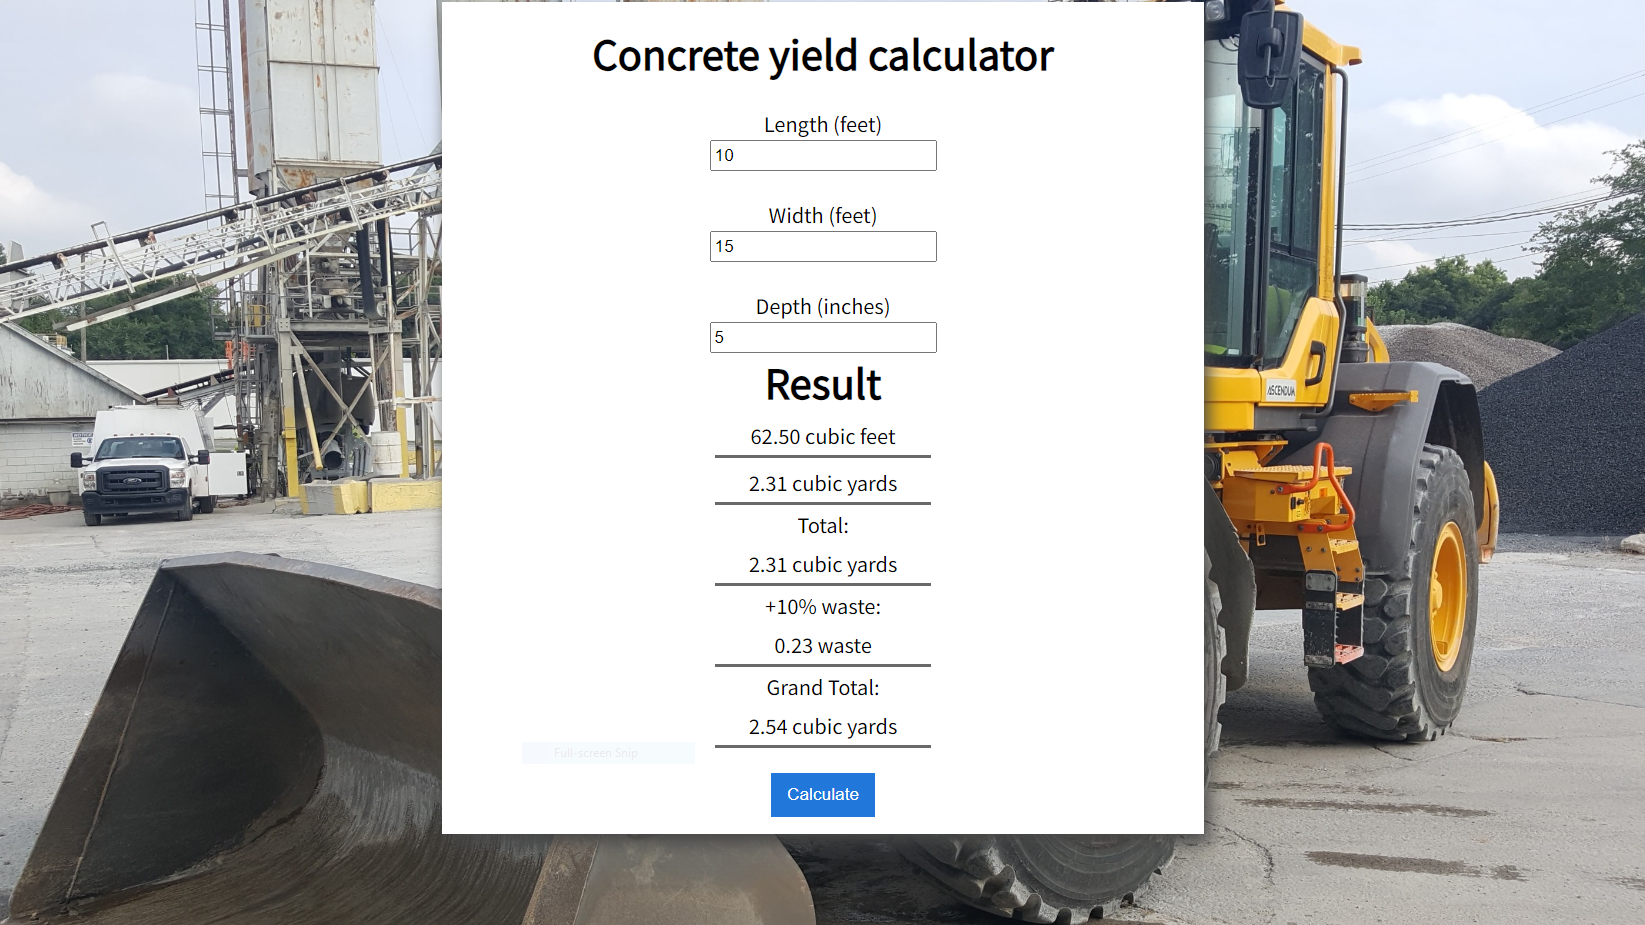 Concrete yield calculator
Length (feet)
10
Width (feet)
15
Depth (inches)
5
Result
62.50 cubic feet
2.31 cubic yards
Total:
2.31 cubic yards
+10% waste:
0.23 waste
Grand Total:
2.54 cubic yards
Full-screen Snip
Calculate
ASCENDUM
Ford